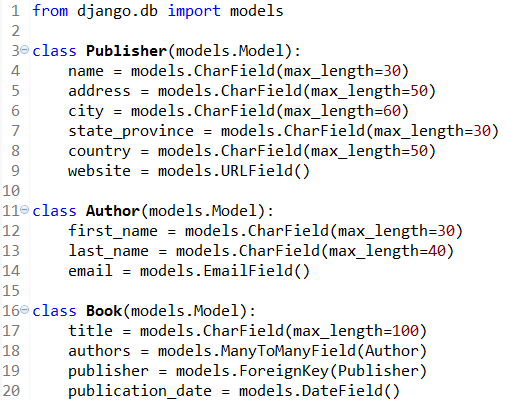 1 from django.db import models
2
3 class Publisher(models.Model):
4     name = models.CharField(max_length=30)
5     address = models.CharField(max_length=50)
6     city = models.CharField(max_length=60)
7     state_province = models.CharField(max_length=30)
8     country = models.CharField(max_length=50)
9     website = models.URLField()
10
11 class Author(models.Model):
12     first_name = models.CharField(max_length=30)
13     last_name = models.CharField(max_length=40)
14     email = models.EmailField()
15
16 class Book(models.Model):
17     title = models.CharField(max_length=100)
18     authors = models.ManyToManyField(Author)
19     publisher = models.ForeignKey(Publisher)
20     publication_date = models.DateField()